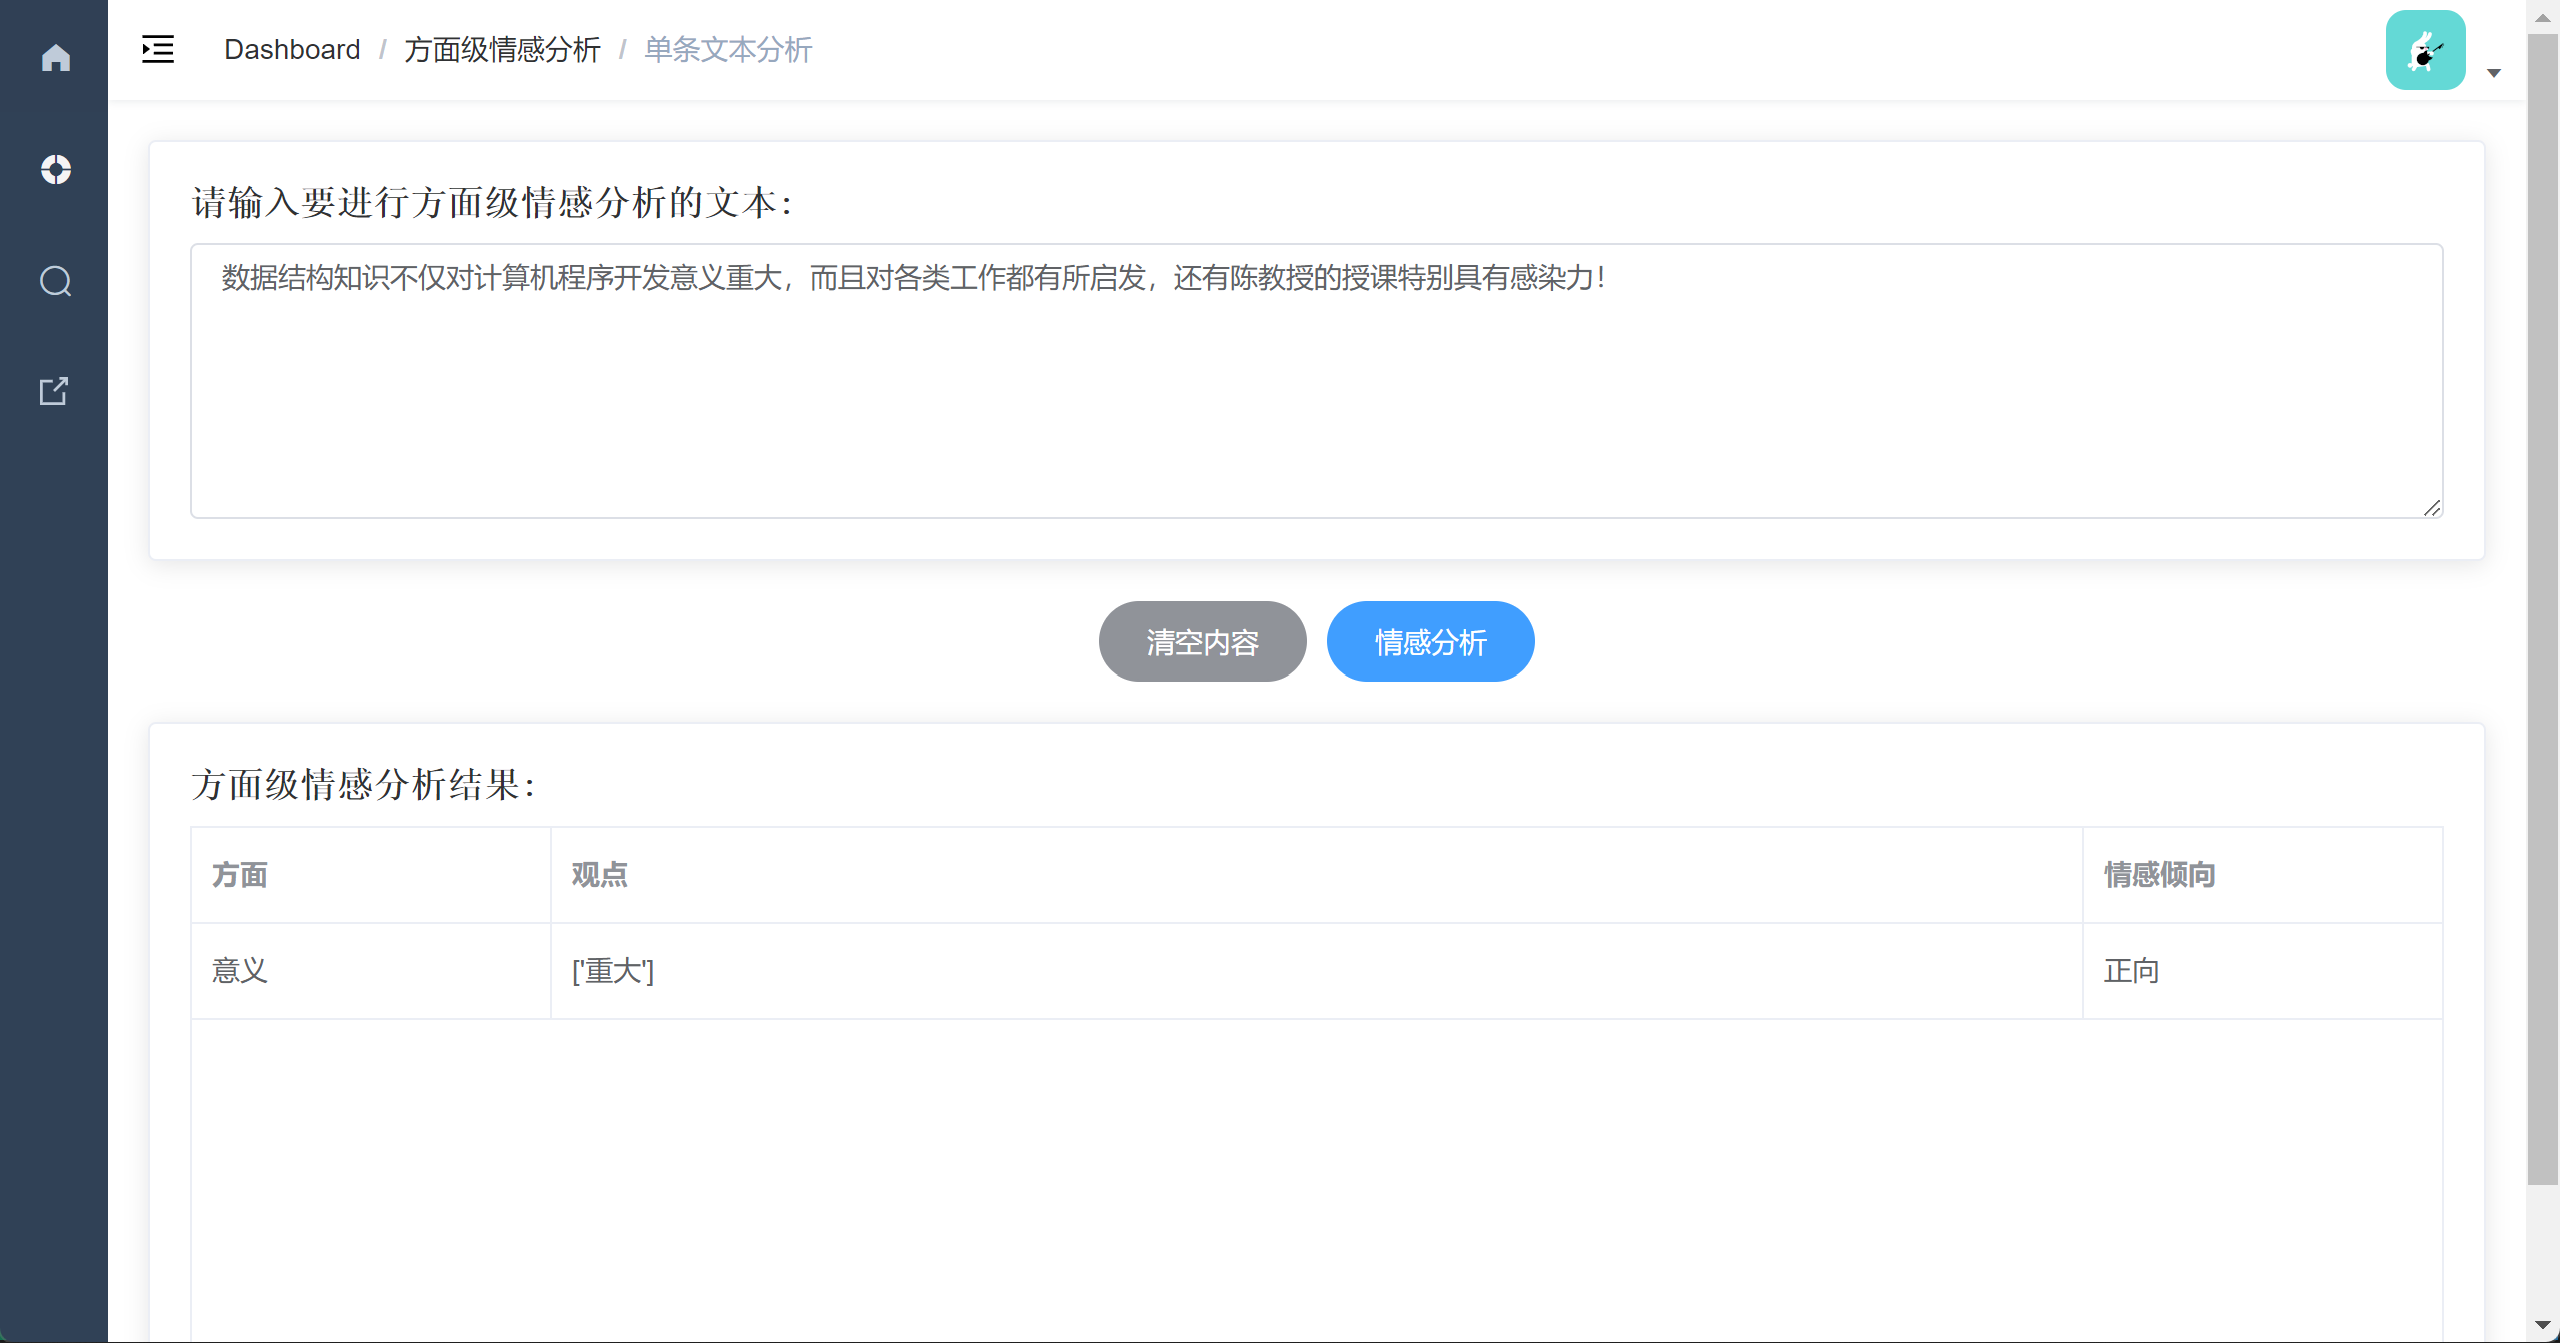 Dashboard / 方面级情感分析 / 单条文本分析
请输入要进行方面级情感分析的文本：
数据结构知识不仅对计算机程序开发意义重大，而且对各类工作都有所启发，还有陈教授的授课特别具有感染力！
清空内容 情感分析
方面级情感分析结果：
方面 观点 情感倾向
意义 ['重大'] 正向